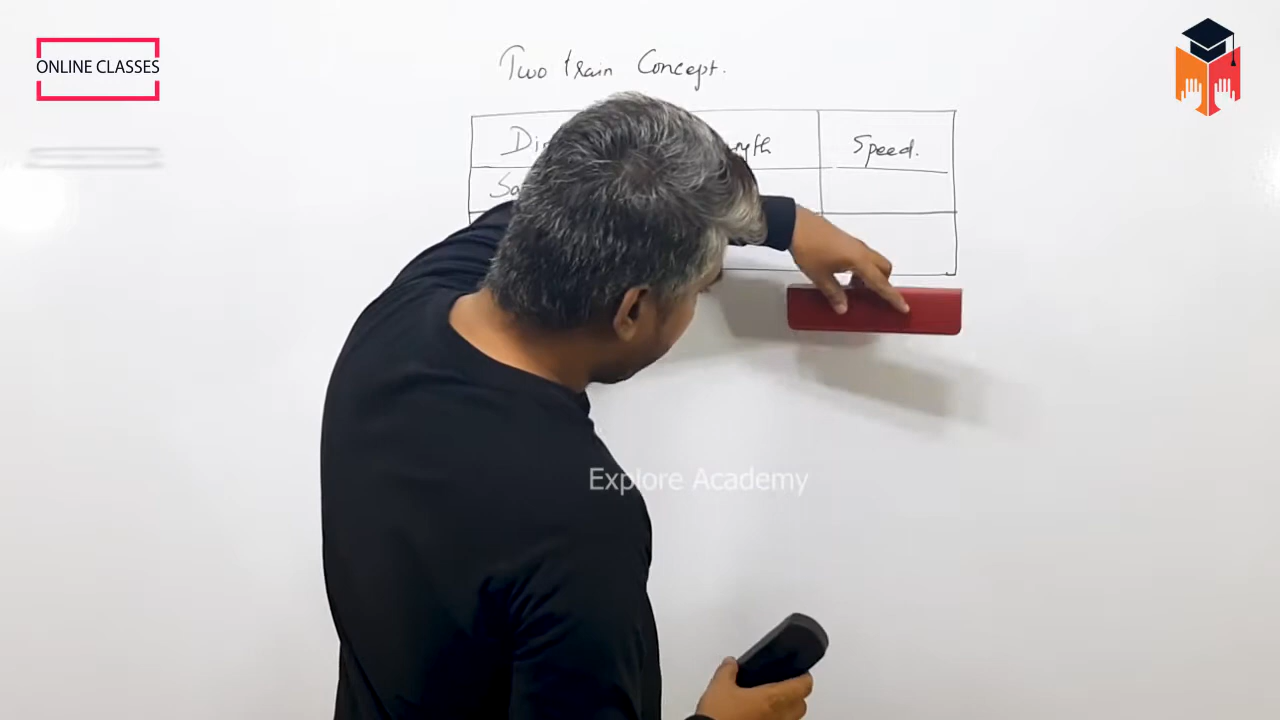 ONLINE CLASSES
Two train Concept.
Speed.
Explore Academy